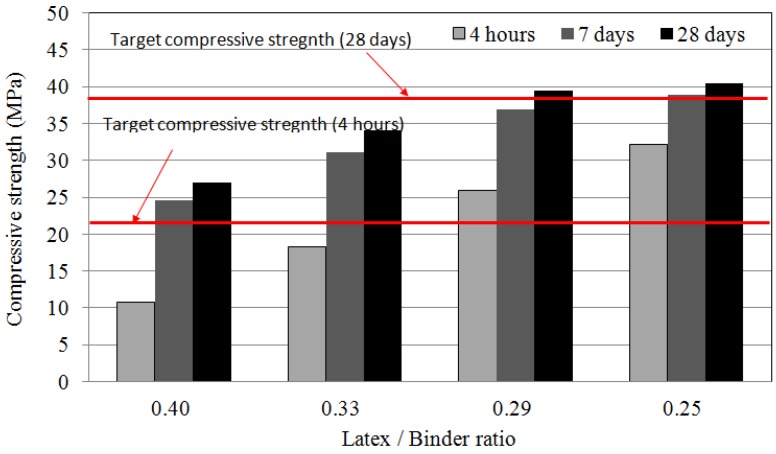 50
45
40
35
30
25
20
15
10
5
0
Compressive strength (MPa)
Target compressive stregnth (28 days)
4 hours 7 days 28 days
Target compressive stregnth (4 hours)
0.40 0.33 0.29 0.25
Latex / Binder ratio